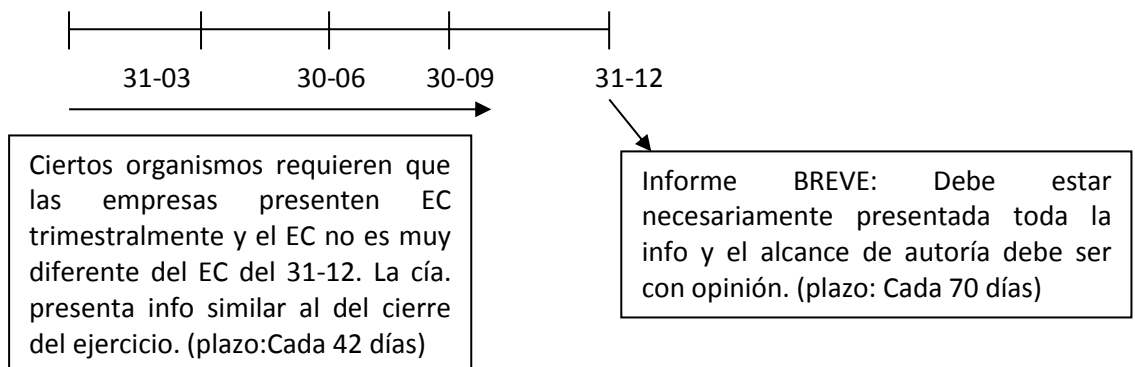 31-03 30-06 30-09 31-12
Ciertos organismos requieren que
las empresas presenten EC
trimestralmente y el EC no es muy
diferente del EC del 31-12. La cía.
presenta info similar al del cierre
del ejercicio. (plazo:Cada 42 días)
Informe BREVE: Debe estar
necesariamente presentada toda la
info y el alcance de autoría debe ser
con opinión. (plazo: Cada 70 días)